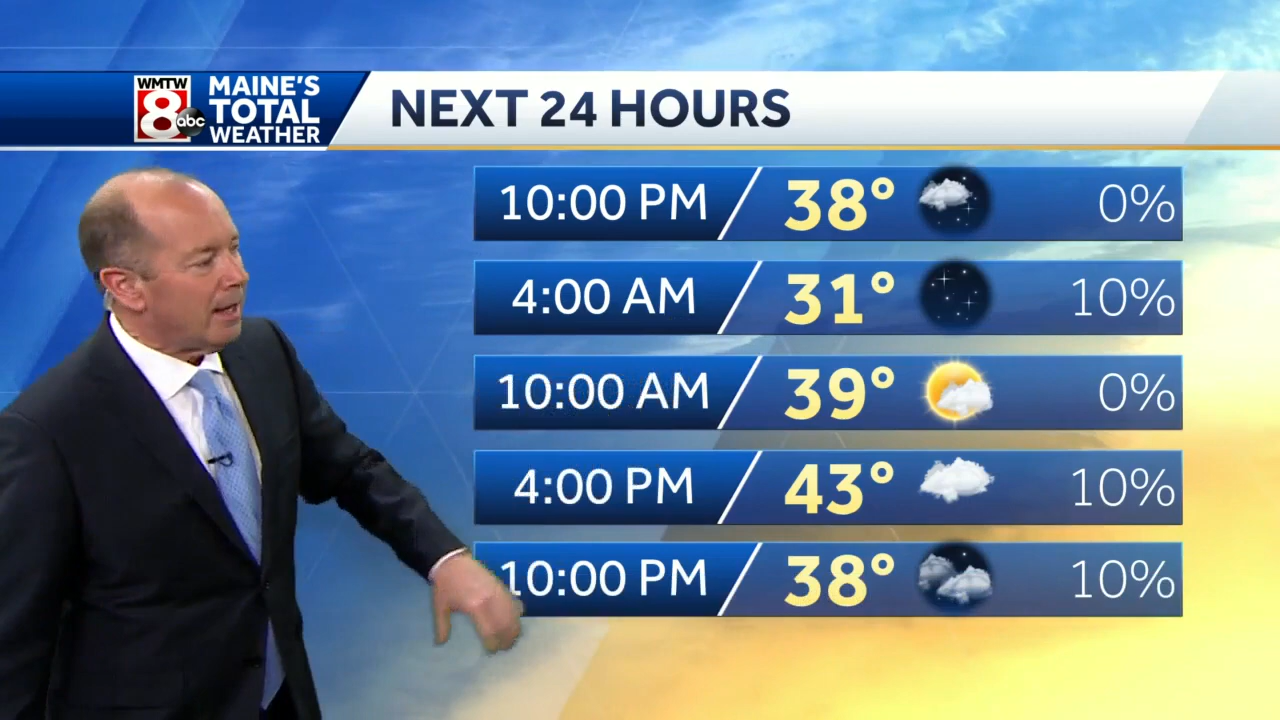 WMTW
8
abc
MAINE'S
TOTAL
WEATHER
NEXT 24 HOURS
10:00 PM 38° 0%
4:00 AM 31° 10%
10:00 AM 39° 0%
4:00 PM 43° 10%
10:00 PM 38° 10%